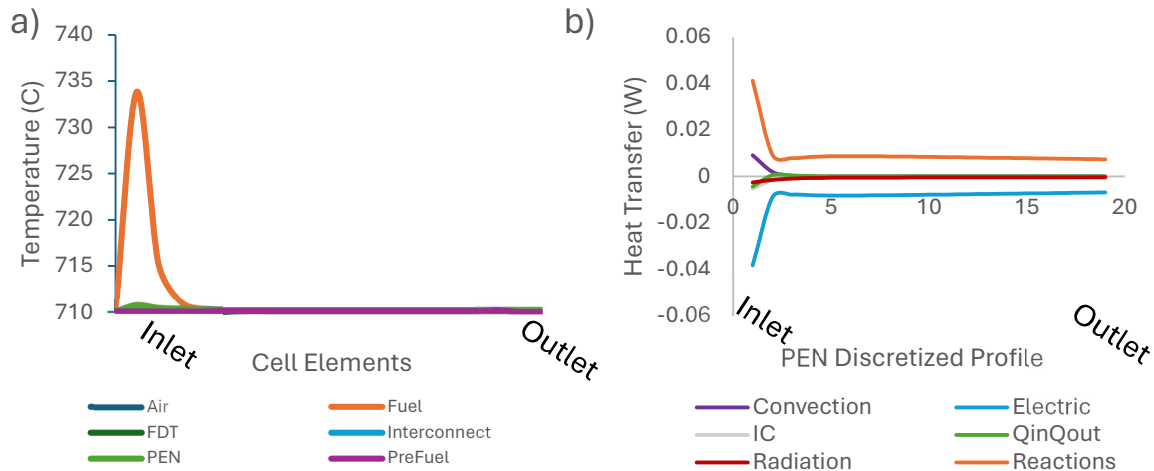 a)
740
735
730
725
720
715
710
Temperature (C)
Inlet
Outlet
Cell Elements
Air
Fuel
FDT
Interconnect
PEN
PreFuel
b)
0.06
0.04
0.02
0
-0.02
-0.04
-0.06
Heat Transfer (W)
0 5 10 15 20
Inlet
Outlet
PEN Discretized Profile
Convection
Electric
IC
QinQout
Radiation
Reactions